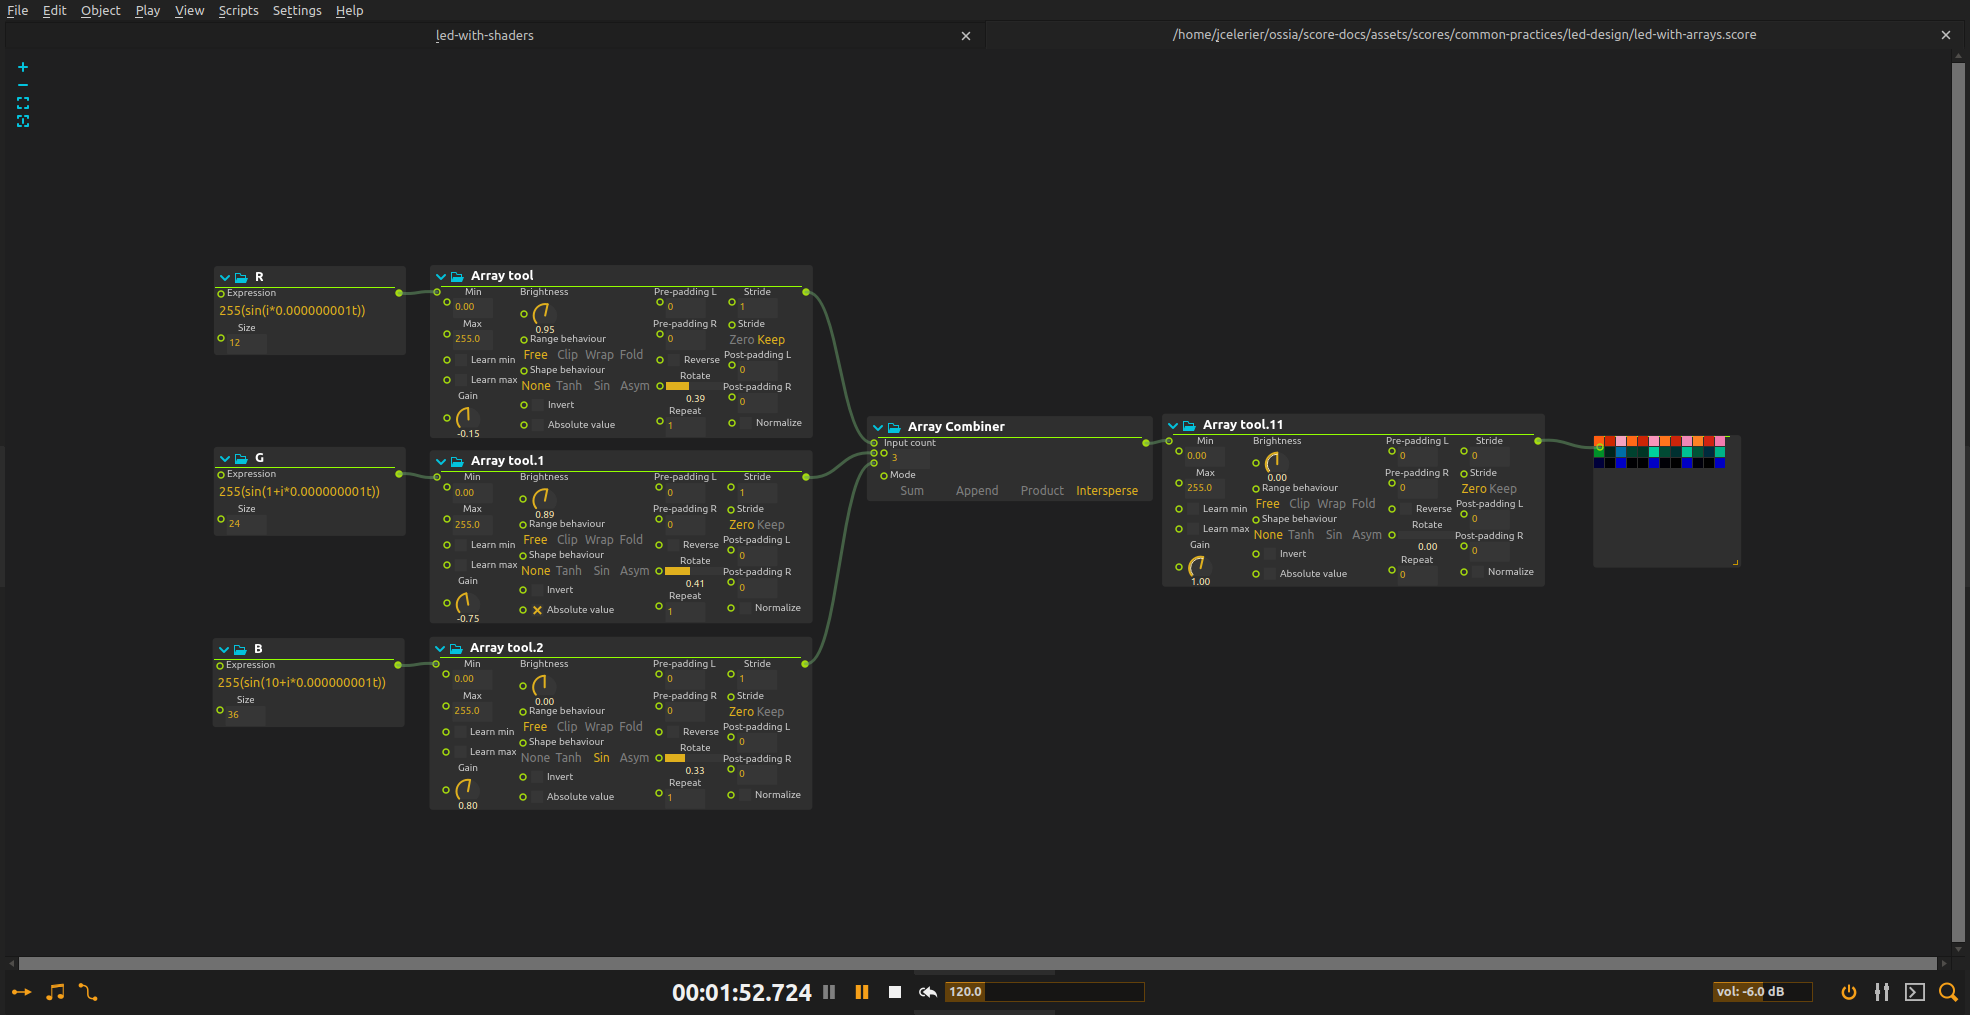 File Edit Object Play View Scripts Settings Help
led-with-shaders
/home/jcelerier/ossia/score-docs/assets/scores/common-practices/led-design/led-with-arrays.score
R
Expression
255(sin(i*0.000000001t))
Size
12
G
Expression
255(sin(1+i*0.000000001t))
Size
24
B
Expression
255(sin(10+i*0.000000001t))
Size
36
Array tool
Min Brightness Pre-padding L Stride
0.00 0 1
0.95
Max Pre-padding R Stride
255.0 Range behaviour 0 Zero Keep
Learn min Free Clip Wrap Fold Reverse Post-padding L
Shape behaviour Rotate 0
Learn max None Tanh Sin Asym Post-padding R
Gain Invert 0.39 0
-0.15 Absolute value Repeat Normalize
1
Array tool.1
Min Brightness Pre-padding L Stride
0.00 0 1
0.89
Max Pre-padding R Stride
255.0 Range behaviour 0 Zero Keep
Learn min Free Clip Wrap Fold Reverse Post-padding L
Shape behaviour Rotate 0
Learn max None Tanh Sin Asym Post-padding R
Gain Invert 0.41 0
-0.75 Absolute value Repeat Normalize
1
Array tool.2
Min Brightness Pre-padding L Stride
0.00 0 1
0.00
Max Pre-padding R Stride
255.0 Range behaviour 0 Zero Keep
Learn min Free Clip Wrap Fold Reverse Post-padding L
Shape behaviour Rotate 0
Learn max None Tanh Sin Asym Post-padding R
Gain Invert 0.33 0
0.80 Absolute value Repeat Normalize
1
Array Combiner
Input count
3
Mode
Sum Append Product Intersperse
Array tool.11
Min Brightness Pre-padding L Stride
0.00 0 0
0.00
Max Pre-padding R Stride
255.0 Range behaviour 0 Zero Keep
Learn min Free Clip Wrap Fold Reverse Post-padding L
Shape behaviour Rotate 0
Learn max None Tanh Sin Asym Post-padding R
Gain Invert 0.00 0
1.00 Absolute value Repeat Normalize
0
00:01:52.724 120.0 vol: -6.0 dB